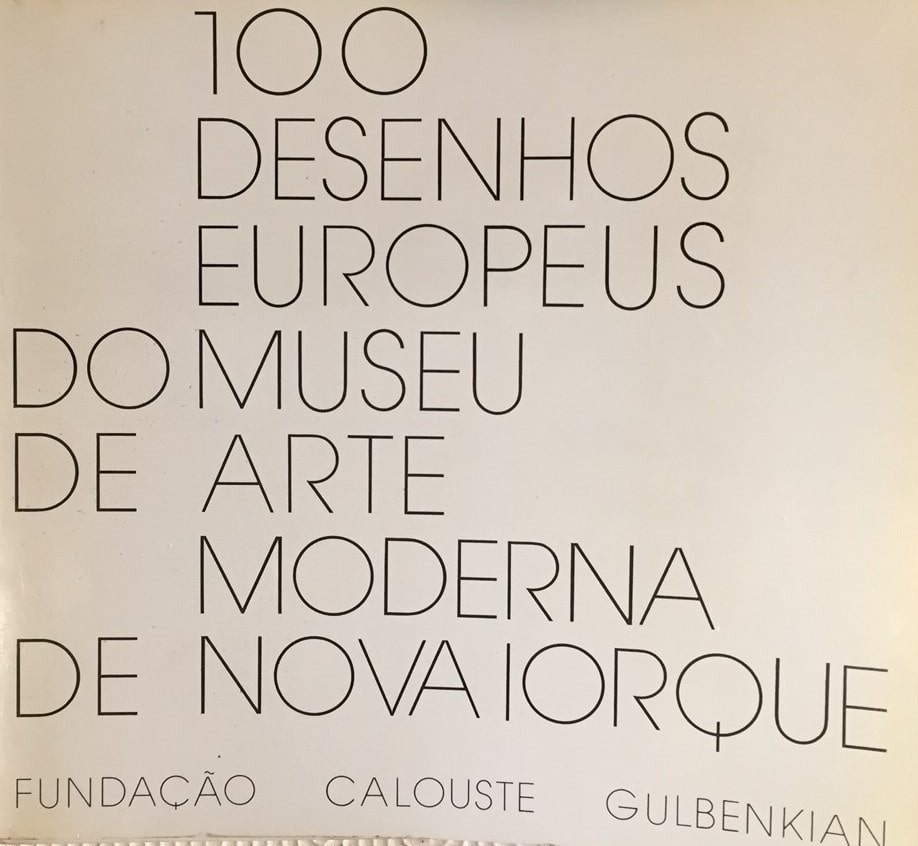 100
DESENHOS
EUROPEUS
DO MUSEU
DE ARTE
MODERNA
DE NOVA IORQUE
FUNDAÇÃO CALOUSTE GULBENKIAN